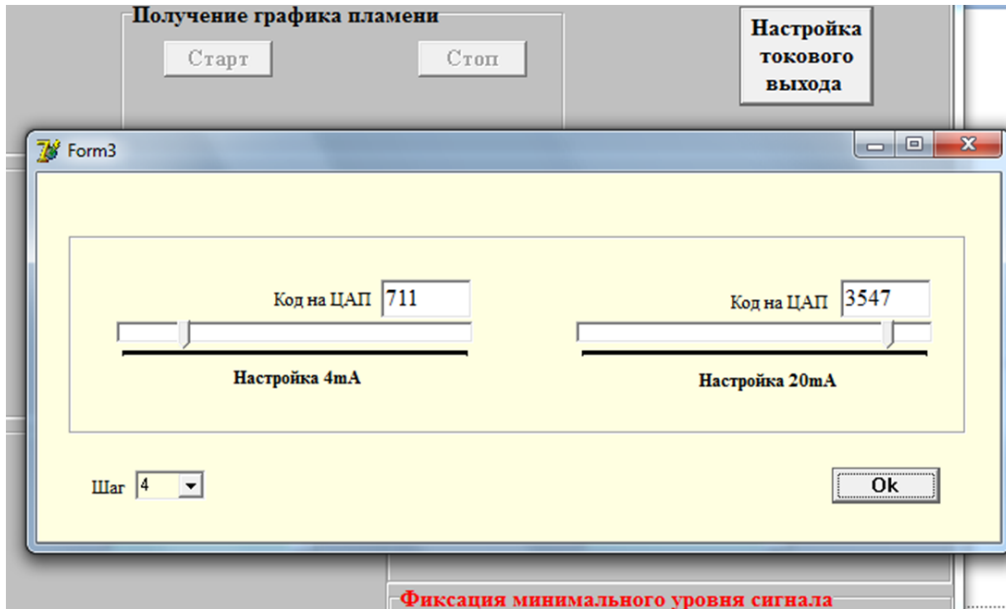 Получение графика пламени
Старт
Стоп
Настройка
токового
выхода
Form3
Код на ЦАП 711
Код на ЦАП 3547
Настройка 4mA
Настройка 20mA
Шаг 4
Ok
Фиксация минимального уровня сигнала